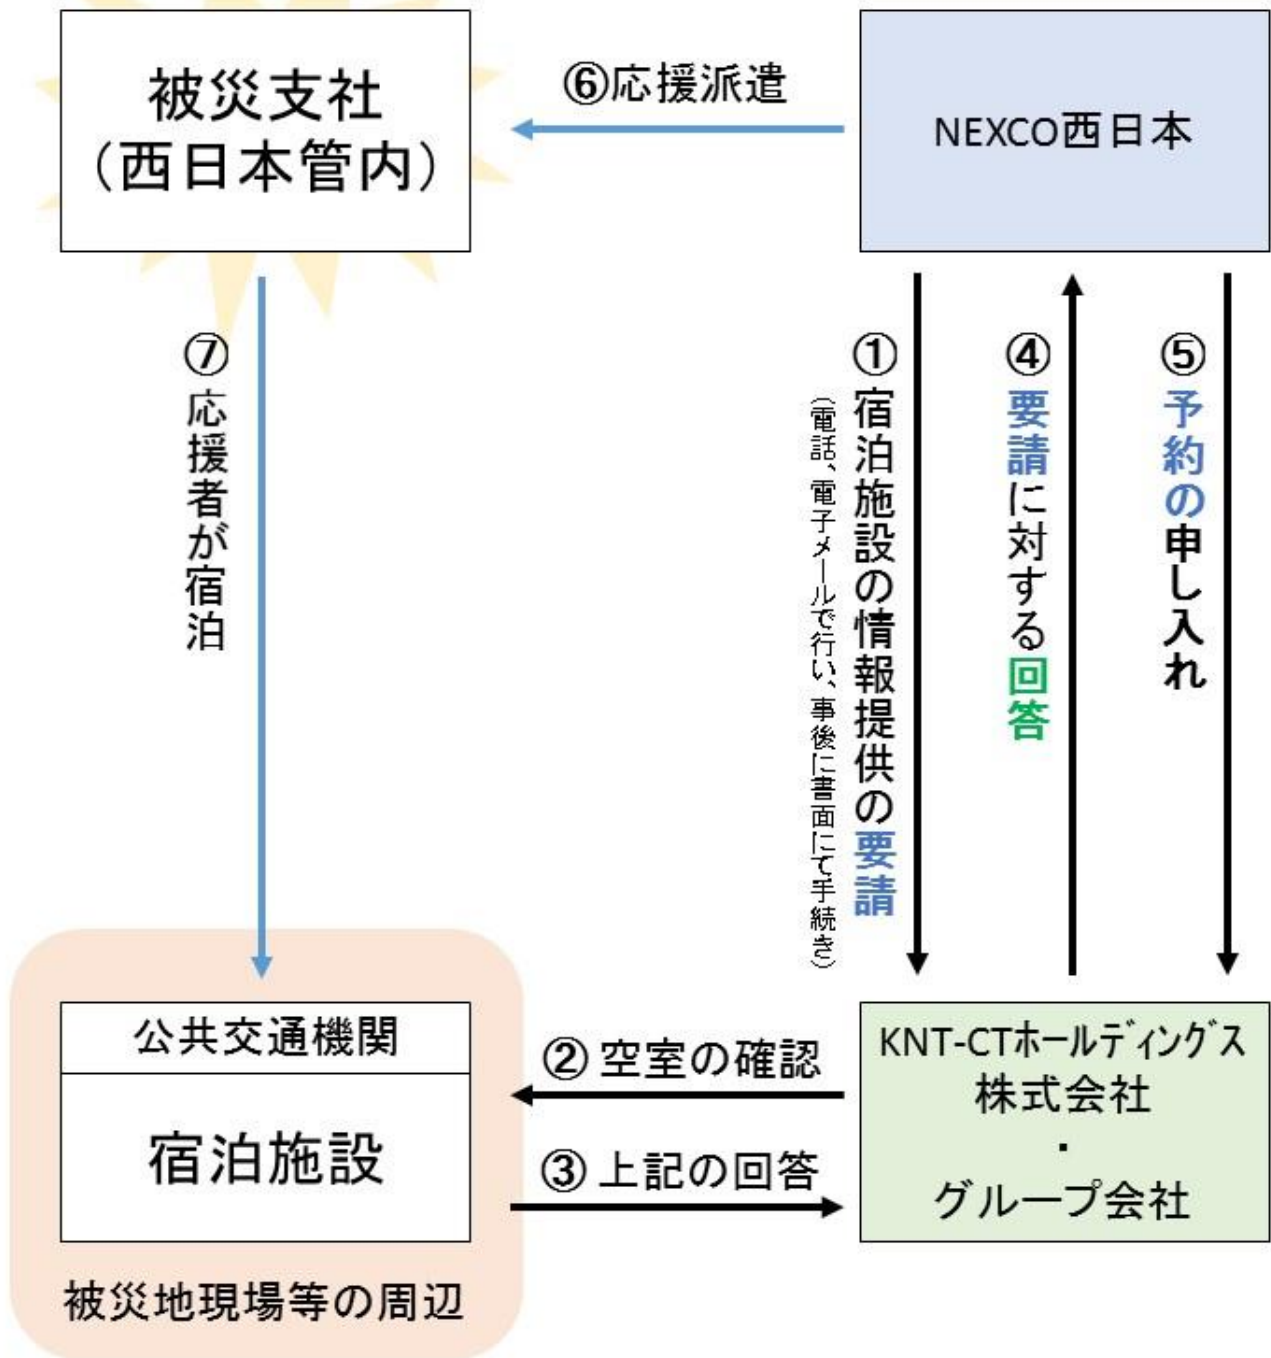 被災支社
（西日本管内）
⑥応援派遣
NEXCO西日本
⑦応援者が宿泊
①宿泊施設の情報提供の要請
（電話、電子メールで行い、事後に書面にて手続き）
④要請に対する回答
⑤予約の申し入れ
公共交通機関
宿泊施設
被災地現場等の周辺
②空室の確認
③上記の回答
KNT-CTホールディングス
株式会社
・
グループ会社